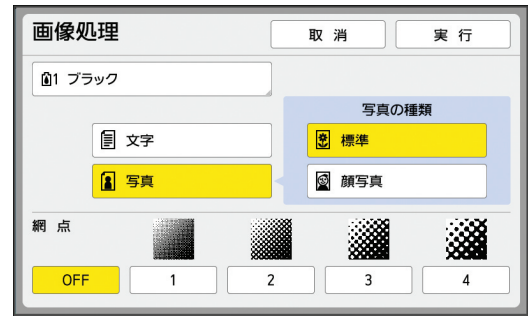 画像処理
取 消
実 行
1 ブラック
写真の種類
文字
標準
写真
顔写真
網 点
OFF
1
2
3
4